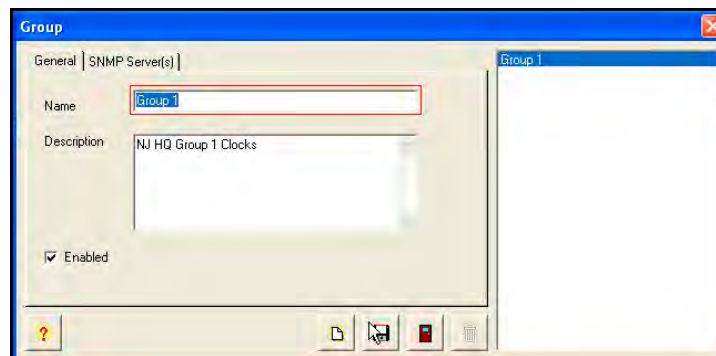 Group
General SNMP Server(s)
Group 1
Name
Group 1
Description
NJ HQ Group 1 Clocks
Enabled
?